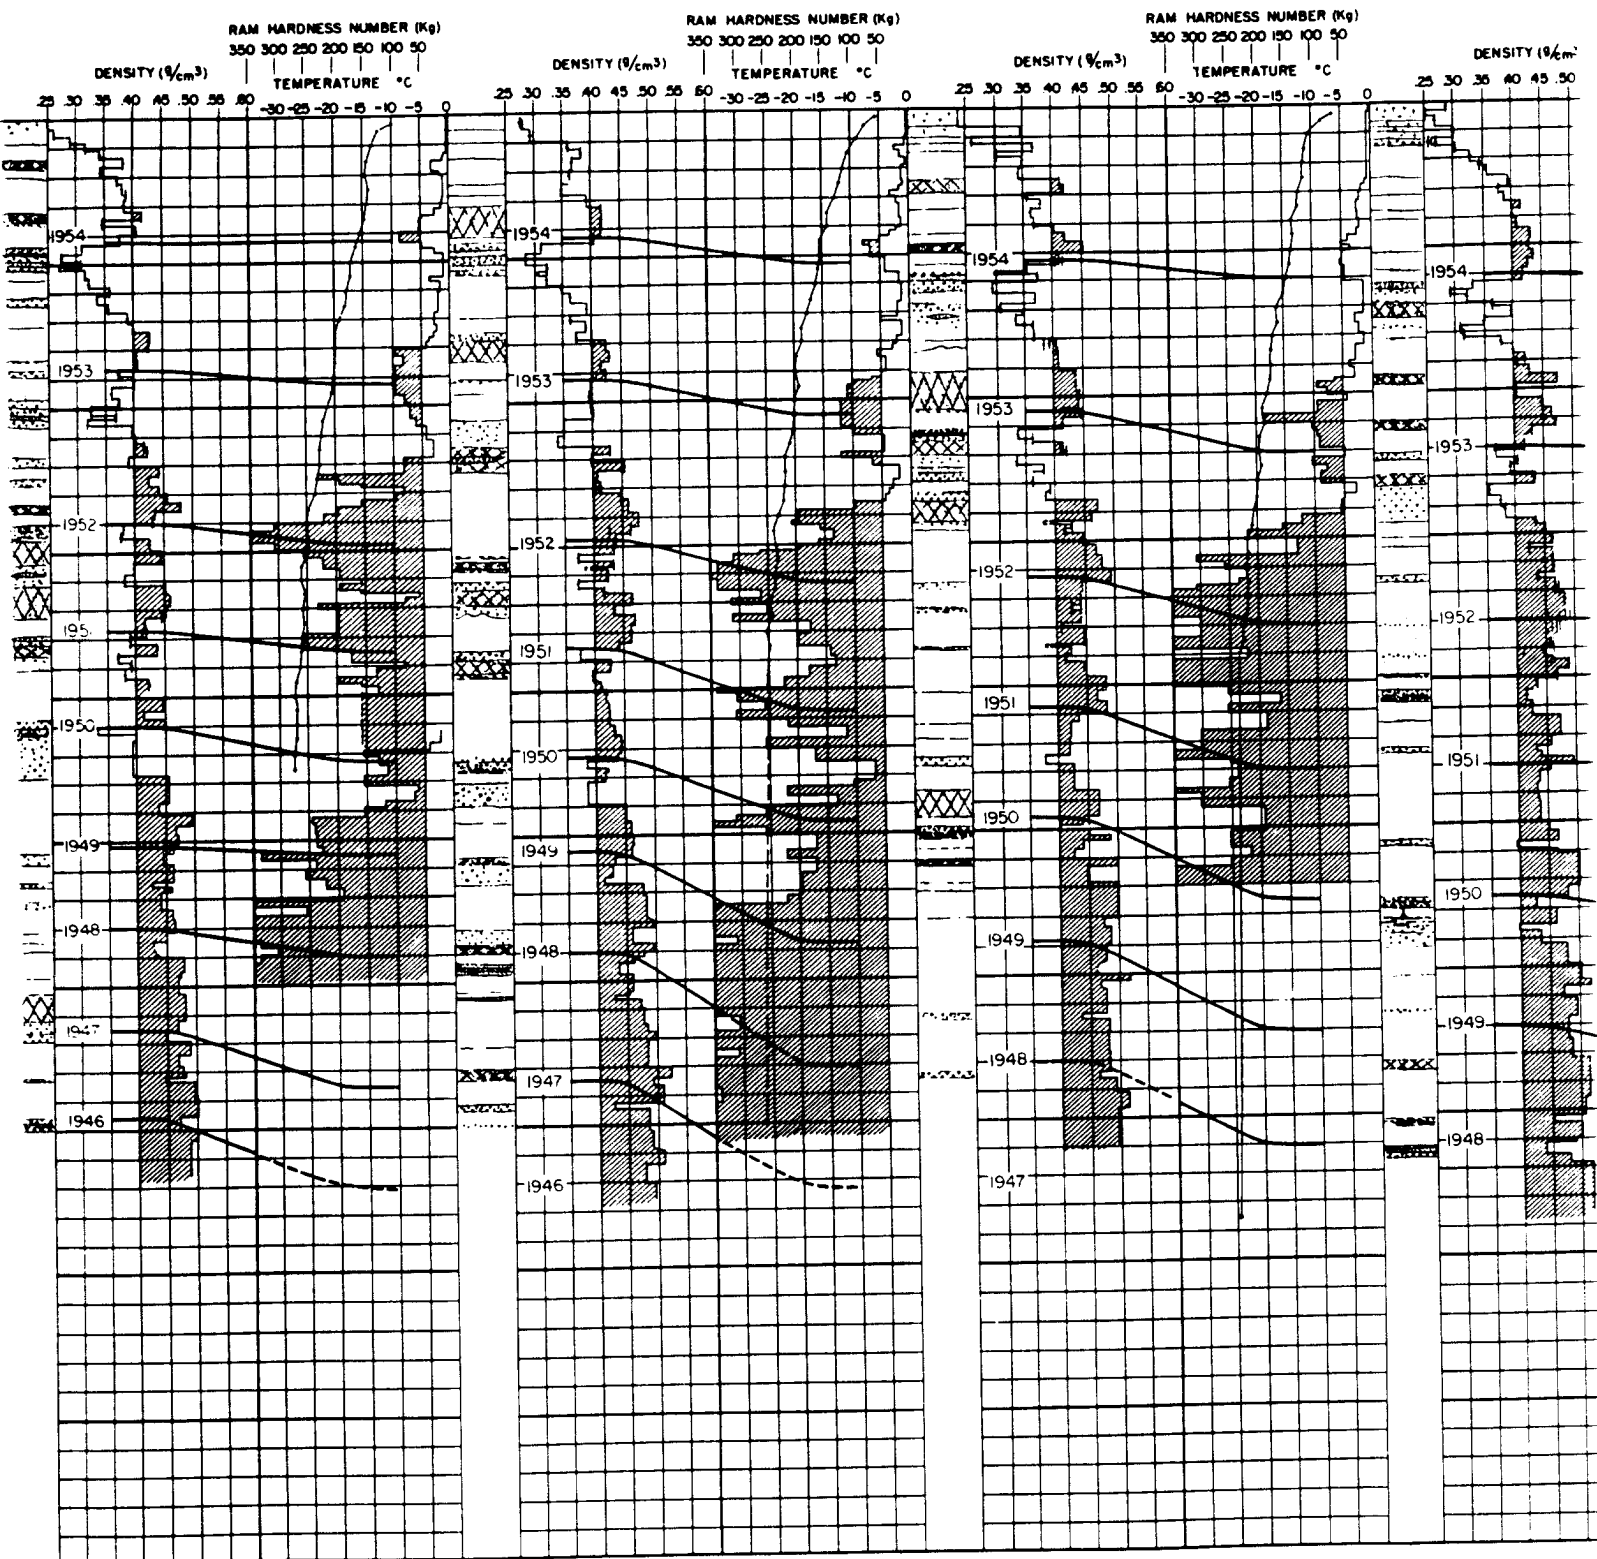 RAM HARDNESS NUMBER (Kg)
350 300 250 200 150 100 50
DENSITY (g/cm³)
TEMPERATURE °C
.25 .30 .35 .40 .45 .50 .55 .60 -30 -25 -20 -15 -10 -5 0
1954
1953
1952
195
1950
1949
1948
1947
1946
RAM HARDNESS NUMBER (Kg)
350 300 250 200 150 100 50
DENSITY (g/cm³)
TEMPERATURE °C
.25 .30 .35 .40 .45 .50 .55 60 -30 -25 -20 -15 -10 -5 0
1954
1953
1952
1951
1950
1949
1948
1947
1946
RAM HARDNESS NUMBER (Kg)
350 300 250 200 150 100 50
DENSITY (g/cm³)
TEMPERATURE °C
.25 .30 .35 .40 .45 .50 .55 60 -30 -25 -20 -15 -10 -5 0
1954
1953
1952
1951
1950
1949
1948
1947
DENSITY (g/cm
.25 .30 .35 .40 .45 .50
1954
1953
1952
1951
1950
1949
1948